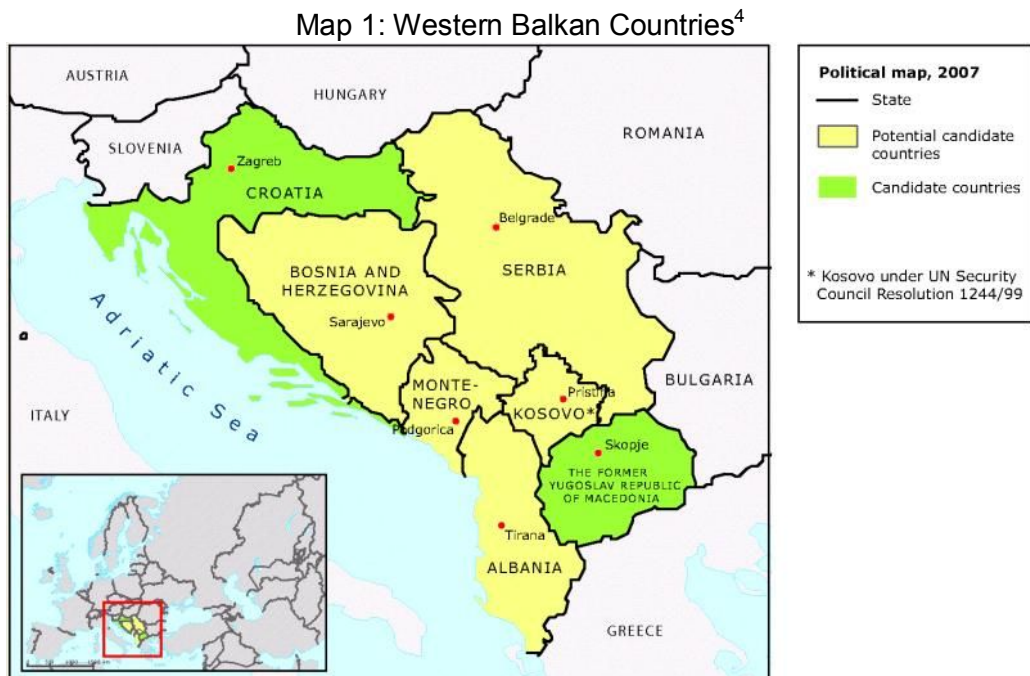 Map 1: Western Balkan Countries4
AUSTRIA
HUNGARY
ROMANIA
SLOVENIA
Zagreb
CROATIA
Belgrade
SERBIA
BOSNIA AND
HERZEGOVINA
Sarajevo
Adriatic Sea
ITALY
MONTE-
NEGRO
Podgorica
Pristina
KOSOVO*
BULGARIA
Skopje
THE FORMER
YUGOSLAV REPUBLIC
OF MACEDONIA
Tirana
ALBANIA
GREECE
Political map, 2007
State
Potential candidate
countries
Candidate countries
* Kosovo under UN Security
Council Resolution 1244/99